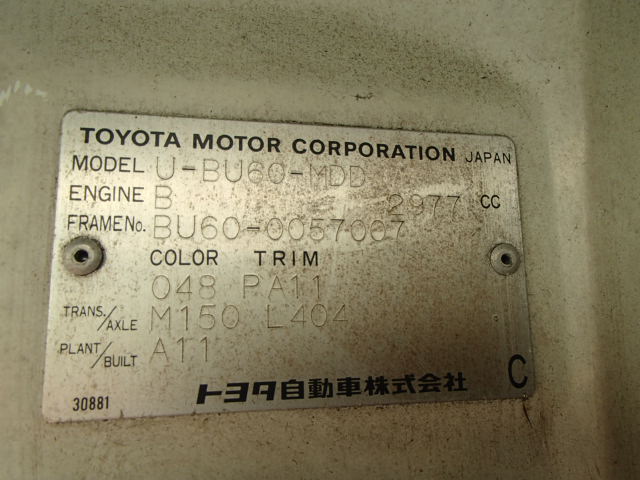 TOYOTA MOTOR CORPORATION JAPAN
MODEL U-BU60-MDD
ENGINE B 2977 CC
FRAME No. BU60-0057007
COLOR TRIM
048 PA11
TRANS./AXLE M150 L404
PLANT/BUILT A11
30881 トヨタ自動車株式会社 C